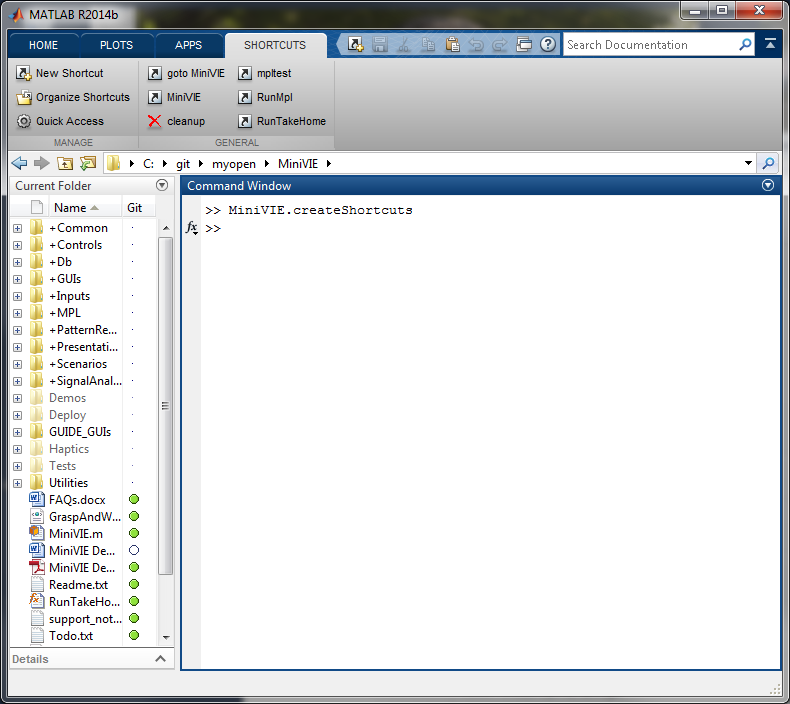 MATLAB R2014b
HOME PLOTS APPS SHORTCUTS Search Documentation
New Shortcut goto MiniVIE mpltest
Organize Shortcuts MiniVIE RunMpl
Quick Access cleanup RunTakeHome
MANAGE GENERAL
C: git myopen MiniVIE
Current Folder
Name Git
+Common
+Controls
+Db
+GUIs
+Inputs
+MPL
+PatternRe...
+Presentati...
+Scenarios
+SignalAnal...
Demos
Deploy
GUIDE_GUIs
Haptics
Tests
Utilities
FAQs.docx
GraspAndW...
MiniVIE.m
MiniVIE De...
MiniVIE De...
Readme.txt
RunTakeHo...
support_not...
Todo.txt
Details
Command Window
>> MiniVIE.createShortcuts
fx >>